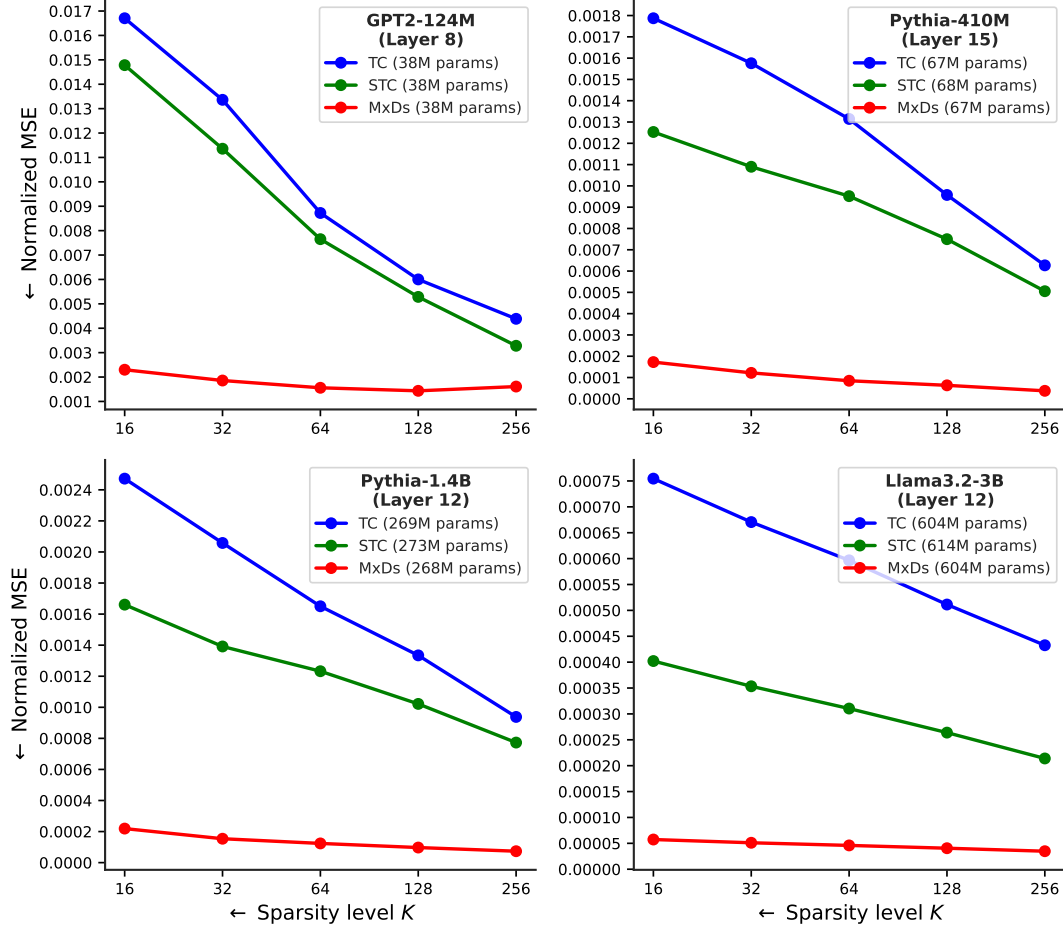 0.017
0.016
0.015
0.014
0.013
0.012
0.011
0.010
0.009
0.008
0.007
0.006
0.005
0.004
0.003
0.002
0.001
← Normalized MSE
16 32 64 128 256
GPT2-124M
(Layer 8)
TC (38M params)
STC (38M params)
MxDs (38M params)
0.0018
0.0017
0.0016
0.0015
0.0014
0.0013
0.0012
0.0011
0.0010
0.0009
0.0008
0.0007
0.0006
0.0005
0.0004
0.0003
0.0002
0.0001
0.0000
16 32 64 128 256
Pythia-410M
(Layer 15)
TC (67M params)
STC (68M params)
MxDs (67M params)
0.0024
0.0022
0.0020
0.0018
0.0016
0.0014
0.0012
0.0010
0.0008
0.0006
0.0004
0.0002
0.0000
← Normalized MSE
16 32 64 128 256
← Sparsity level K
Pythia-1.4B
(Layer 12)
TC (269M params)
STC (273M params)
MxDs (268M params)
0.00075
0.00070
0.00065
0.00060
0.00055
0.00050
0.00045
0.00040
0.00035
0.00030
0.00025
0.00020
0.00015
0.00010
0.00005
0.00000
16 32 64 128 256
← Sparsity level K
Llama3.2-3B
(Layer 12)
TC (604M params)
STC (614M params)
MxDs (604M params)